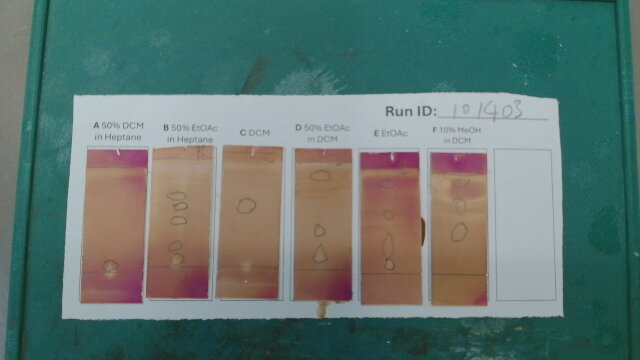 Run ID: 101403
A 50% DCM
in Heptane
B 50% EtOAc
in Heptane
C DCM
D 50% EtOAc
in DCM
E EtOAc
F 10% MeOH
in DCM